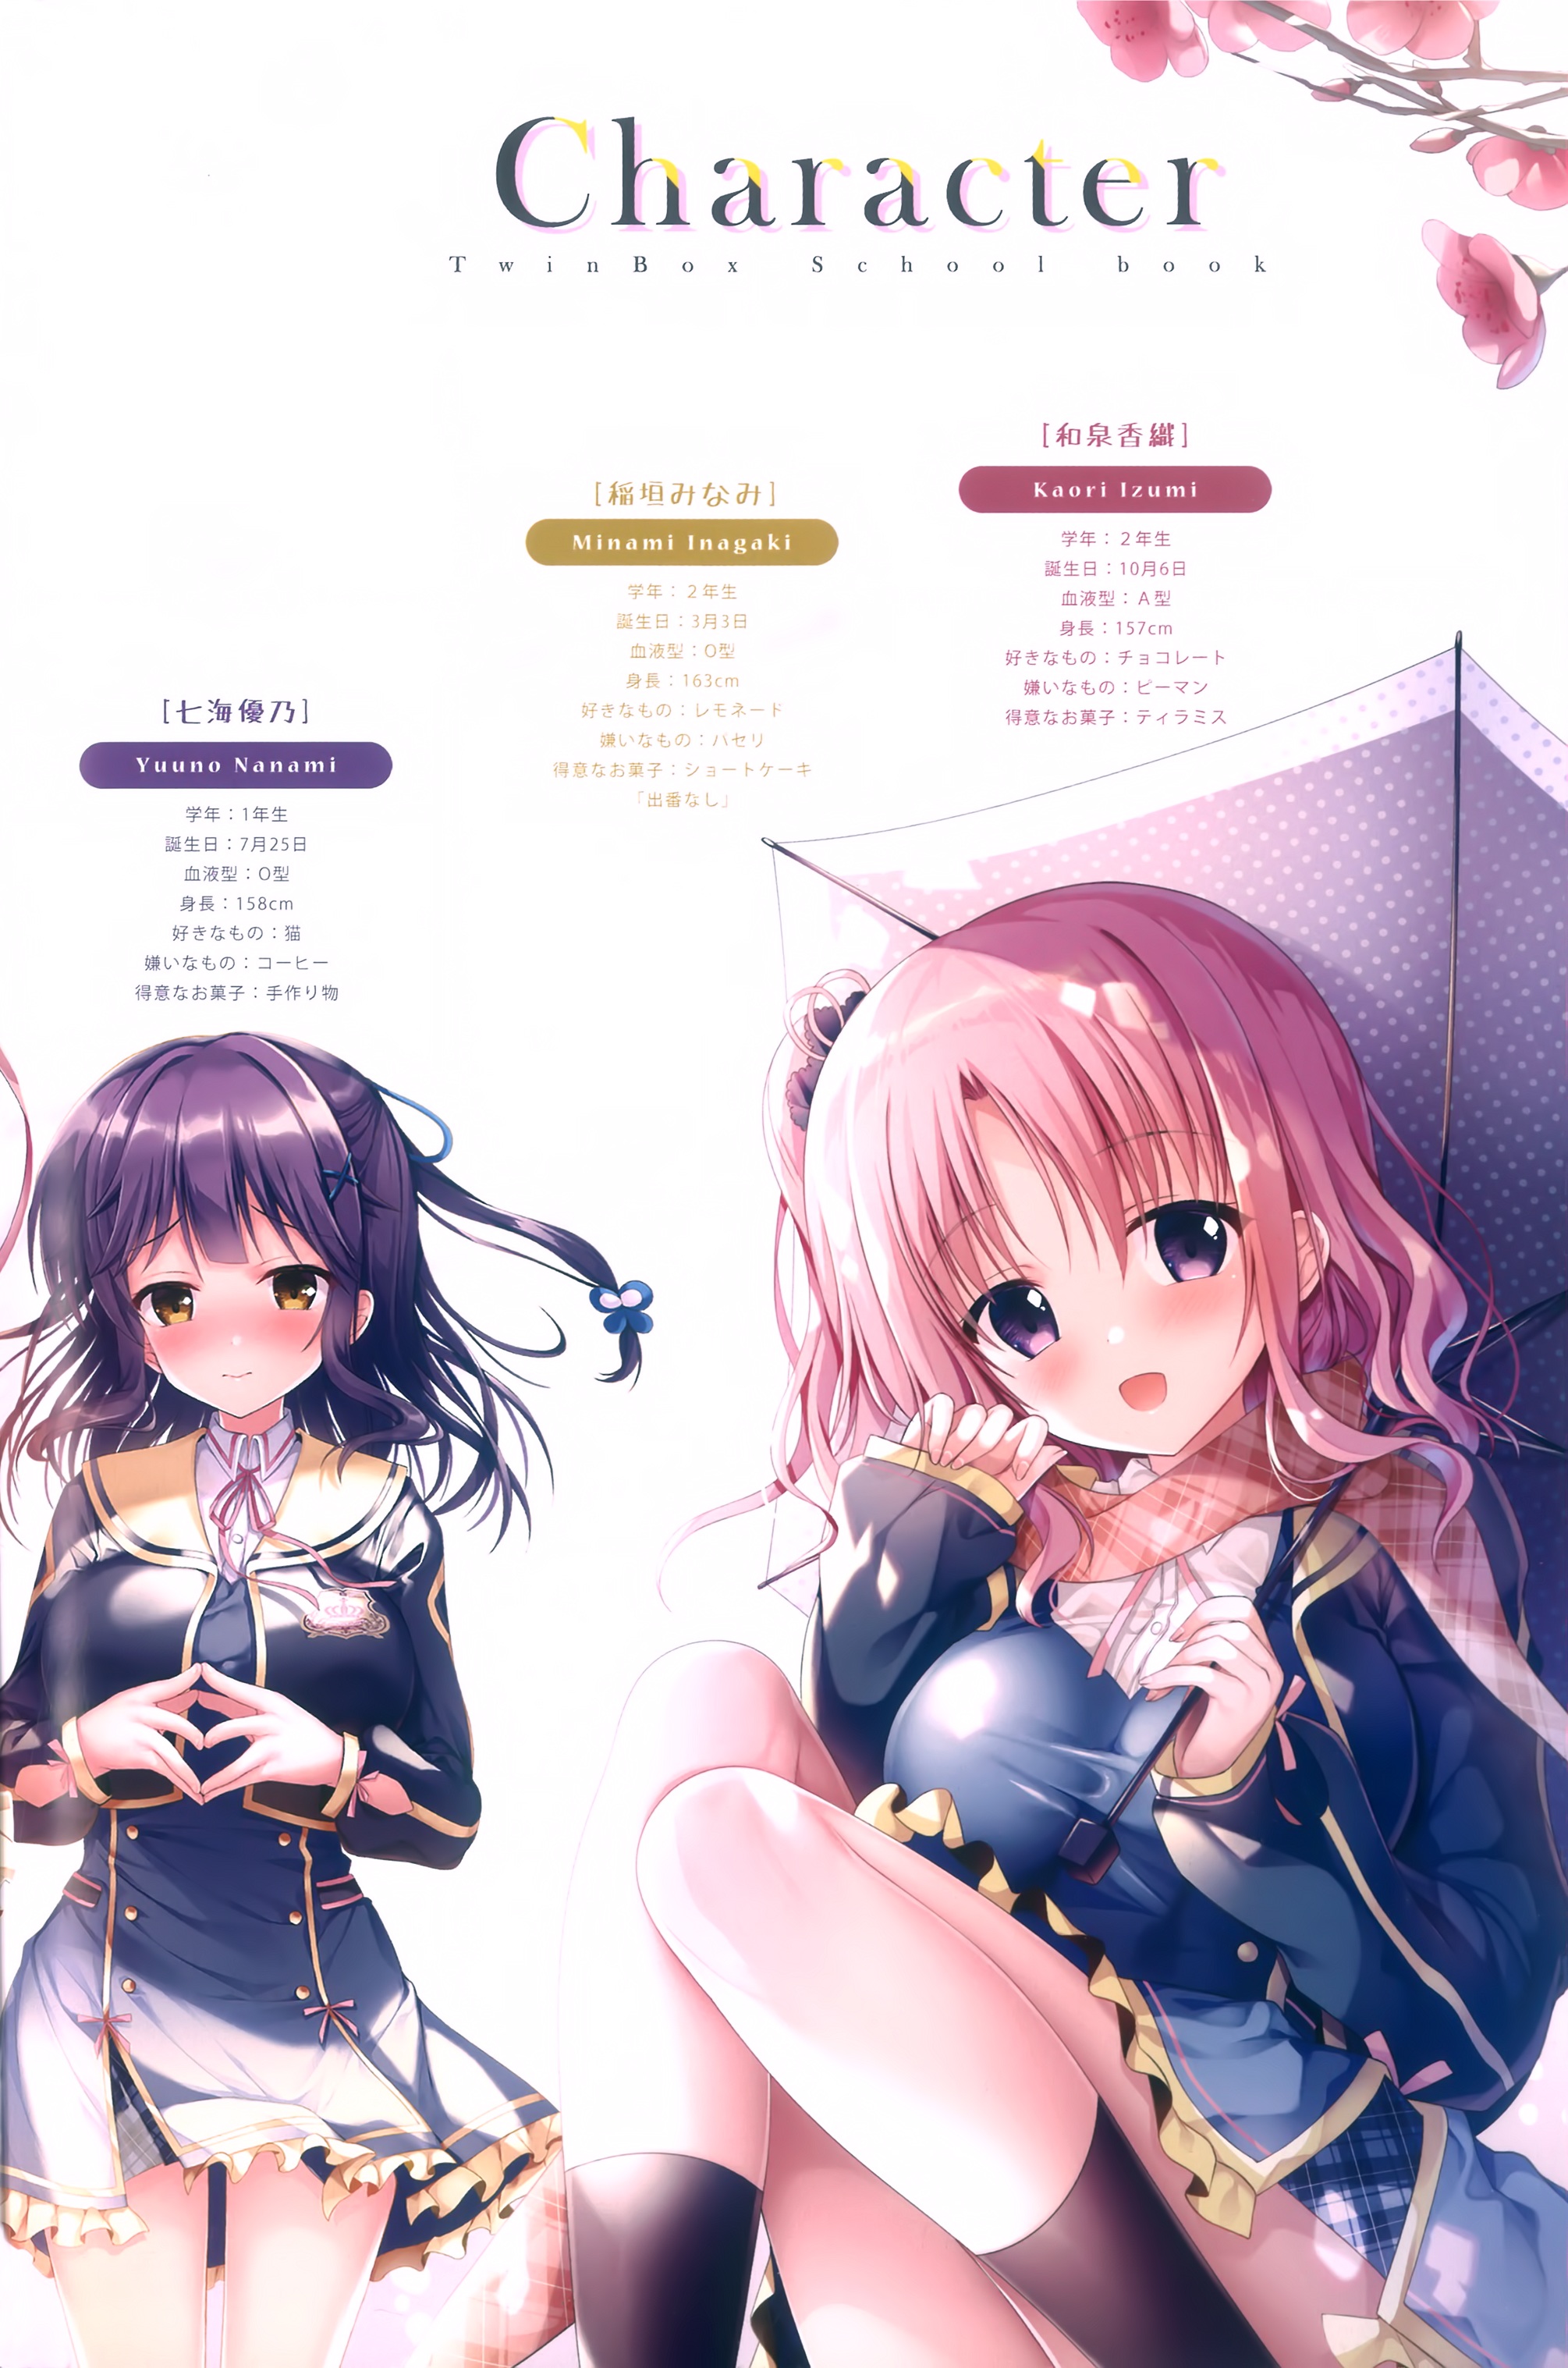 Character
TwinBox School book
[和泉香織]
Kaori Izumi
学年：２年生
誕生日：10月6日
血液型：Ａ型
身長：157cm
好きなもの：チョコレート
嫌いなもの：ピーマン
得意なお菓子：ティラミス
[稲垣みなみ]
Minami Inagaki
学年：２年生
誕生日：3月3日
血液型：O型
身長：163cm
好きなもの：レモネード
嫌いなもの：パセリ
得意なお菓子：ショートケーキ
「出番なし」
[七海優乃]
Yuuno Nanami
学年：1年生
誕生日：7月25日
血液型：O型
身長：158cm
好きなもの：猫
嫌いなもの：コーヒー
得意なお菓子：手作り物